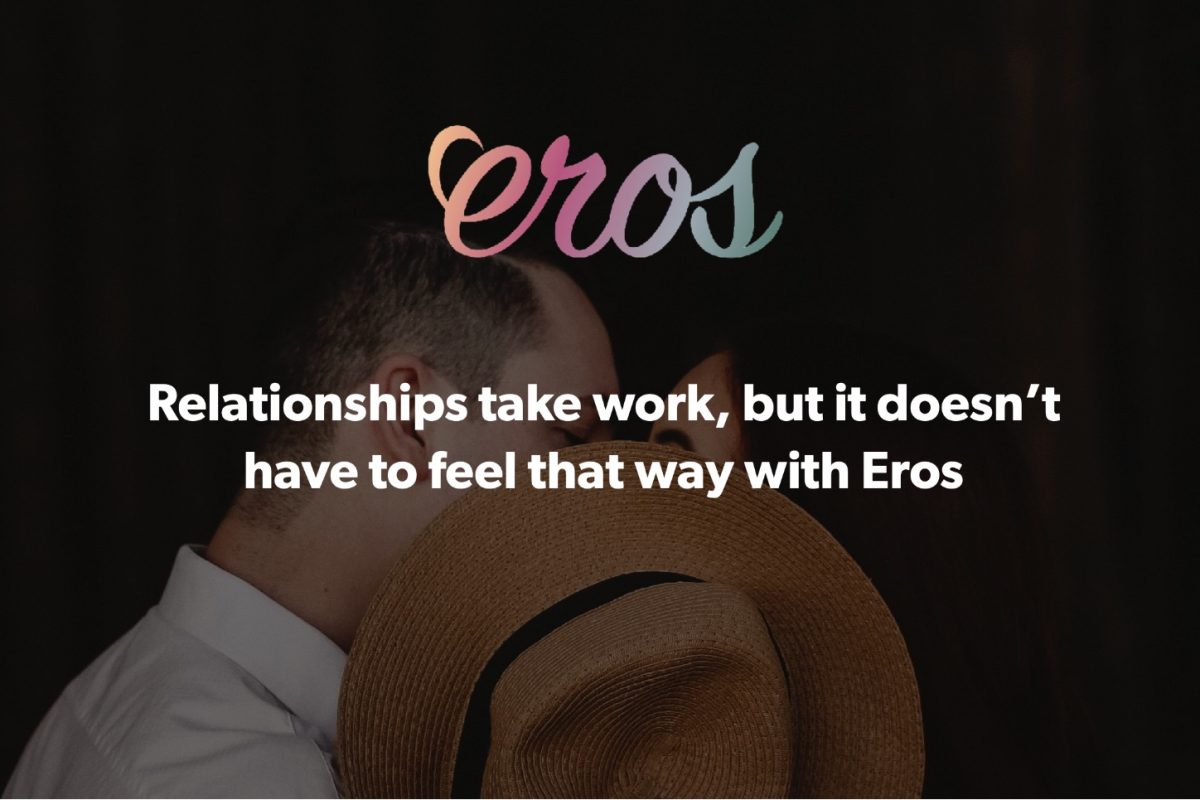 eros
Relationships take work, but it doesn’t
have to feel that way with Eros